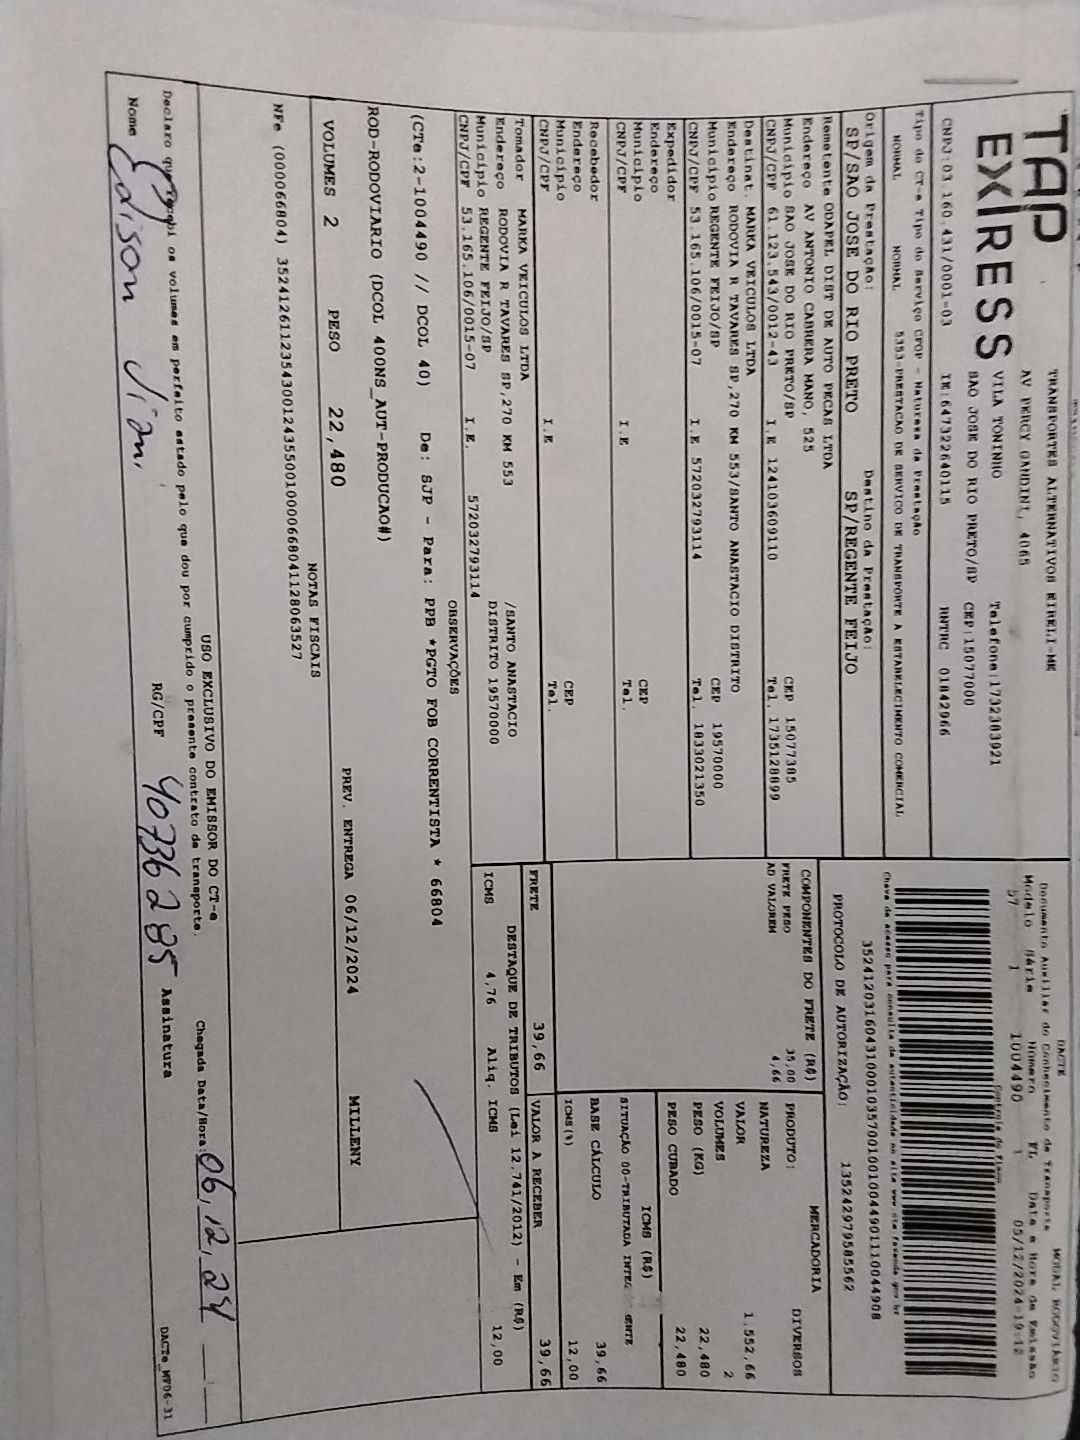 TAP
EXPRESS
TRANSPORTES ALTERNATIVOS EIRELI-ME
AV PERCY GANDINI, 4065
VILA TONINHO Telefone:1732383921
SAO JOSE DO RIO PRETO/SP CEP:15077000
CNPJ:03.160.431/0001-03 IE:647322640115 RNTRC 01842966
Tipo do CT-e Tipo do Serviço CFOP - Natureza da Prestação
NORMAL NORMAL 5353-PRESTACAO DE SERVICO DE TRANSPORTE A ESTABELECIMENTO COMERCIAL
Origem da Prestação: Destino da Prestação:
SP/SAO JOSE DO RIO PRETO SP/REGENTE FEIJO
Remetente ODAPEL DIST DE AUTO PECAS LTDA
Endereço AV ANTONIO CABRERA MANO, 525
Município SAO JOSE DO RIO PRETO/SP CEP 15077385
CNPJ/CPF 61.123.543/0012-43 I.E 124103609110 Tel. 1735128899
Destinat. MARKA VEICULOS LTDA
Endereço RODOVIA R TAVARES SP,270 KM 553/SANTO ANASTACIO DISTRITO
Município REGENTE FEIJO/SP CEP 19570000
CNPJ/CPF 53.165.106/0015-07 I.E 572032793114 Tel. 1833021350
Expedidor
Endereço
Município CEP
CNPJ/CPF I.E Tel.
Recebedor
Endereço
Município CEP
CNPJ/CPF I.E Tel.
Tomador MARKA VEICULOS LTDA
Endereço RODOVIA R TAVARES SP,270 KM 553 /SANTO ANASTACIO
Município REGENTE FEIJO/SP DISTRITO 19570000
CNPJ/CPF 53.165.106/0015-07 I.E. 572032793114
DACTE MODAL RODOVIÁRIO
Documento Auxiliar do Conhecimento de Transporte
Modelo Série Número FL Data e Hora de Emissão
57 1 1004490 1 05/12/2024-19:12
Controle do Fisco
Chave de acesso para consulta de autenticidade no site www.cte.fazenda.gov.br
35241203160431000103570010010044901110044908
PROTOCOLO DE AUTORIZAÇÃO: 135242979585562
COMPONENTES DO FRETE (R$)
FRETE PESO 35,00
AD VALOREM 4,66
MERCADORIA
PRODUTO: DIVERSOS
NATUREZA
VALOR 1.552,66
VOLUMES 2
PESO (KG) 22,480
PESO CUBADO 22,480
ICMS (R$)
SITUAÇÃO 00-TRIBUTADA
BASE CÁLCULO 39,66
ICMS(%) 12,00
FRETE 39,66 VALOR A RECEBER 39,66
DESTAQUE DE TRIBUTOS (Lei 12.741/2012) - Em (R$)
ICMS 4,76 Aliq. ICMS 12,00
OBSERVAÇÕES
(CTe:2-1004490 // DCOL 40) De: SJP - Para: PPB *PGTO FOB CORRENTISTA * 66804
ROD-RODOVIARIO (DCOL 400NS_AUT-PRODUCAO#)
VOLUMES 2 PESO 22,480 PREV. ENTREGA 06/12/2024 MILLENY
NOTAS FISCAIS
NFe (000066804) 35241261123543001243550010000668041128063527
USO EXCLUSIVO DO EMISSOR DO CT-e
Declaro que recebi os volumes em perfeito estado pelo que dou por cumprido o presente contrato de transporte. Chegada Data/Hora: 06,12,24
Nome Edison Vian. RG/CPF 40736285 Assinatura
DACTe_MF06-31